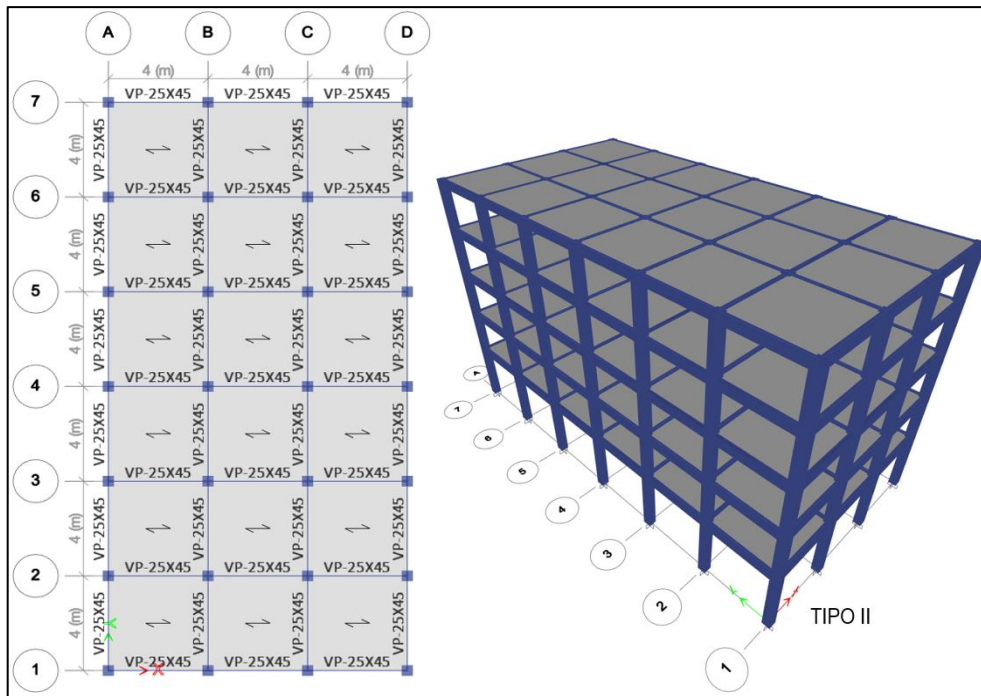 A B C D
4 (m) 4 (m) 4 (m)
7 VP-25X45 VP-25X45 VP-25X45
4 (m) VP-25X45 VP-25X45 VP-25X45 VP-25X45
6 VP-25X45 VP-25X45 VP-25X45
4 (m) VP-25X45 VP-25X45 VP-25X45 VP-25X45
5 VP-25X45 VP-25X45 VP-25X45
4 (m) VP-25X45 VP-25X45 VP-25X45 VP-25X45
4 VP-25X45 VP-25X45 VP-25X45
4 (m) VP-25X45 VP-25X45 VP-25X45 VP-25X45
3 VP-25X45 VP-25X45 VP-25X45
4 (m) VP-25X45 VP-25X45 VP-25X45 VP-25X45
2 VP-25X45 VP-25X45 VP-25X45
4 (m) VP-25X45 VP-25X45 VP-25X45 VP-25X45
Y
1 VP-25X45 VP-25X45 VP-25X45
X
7
6
5
4
3
2
1
TIPO II